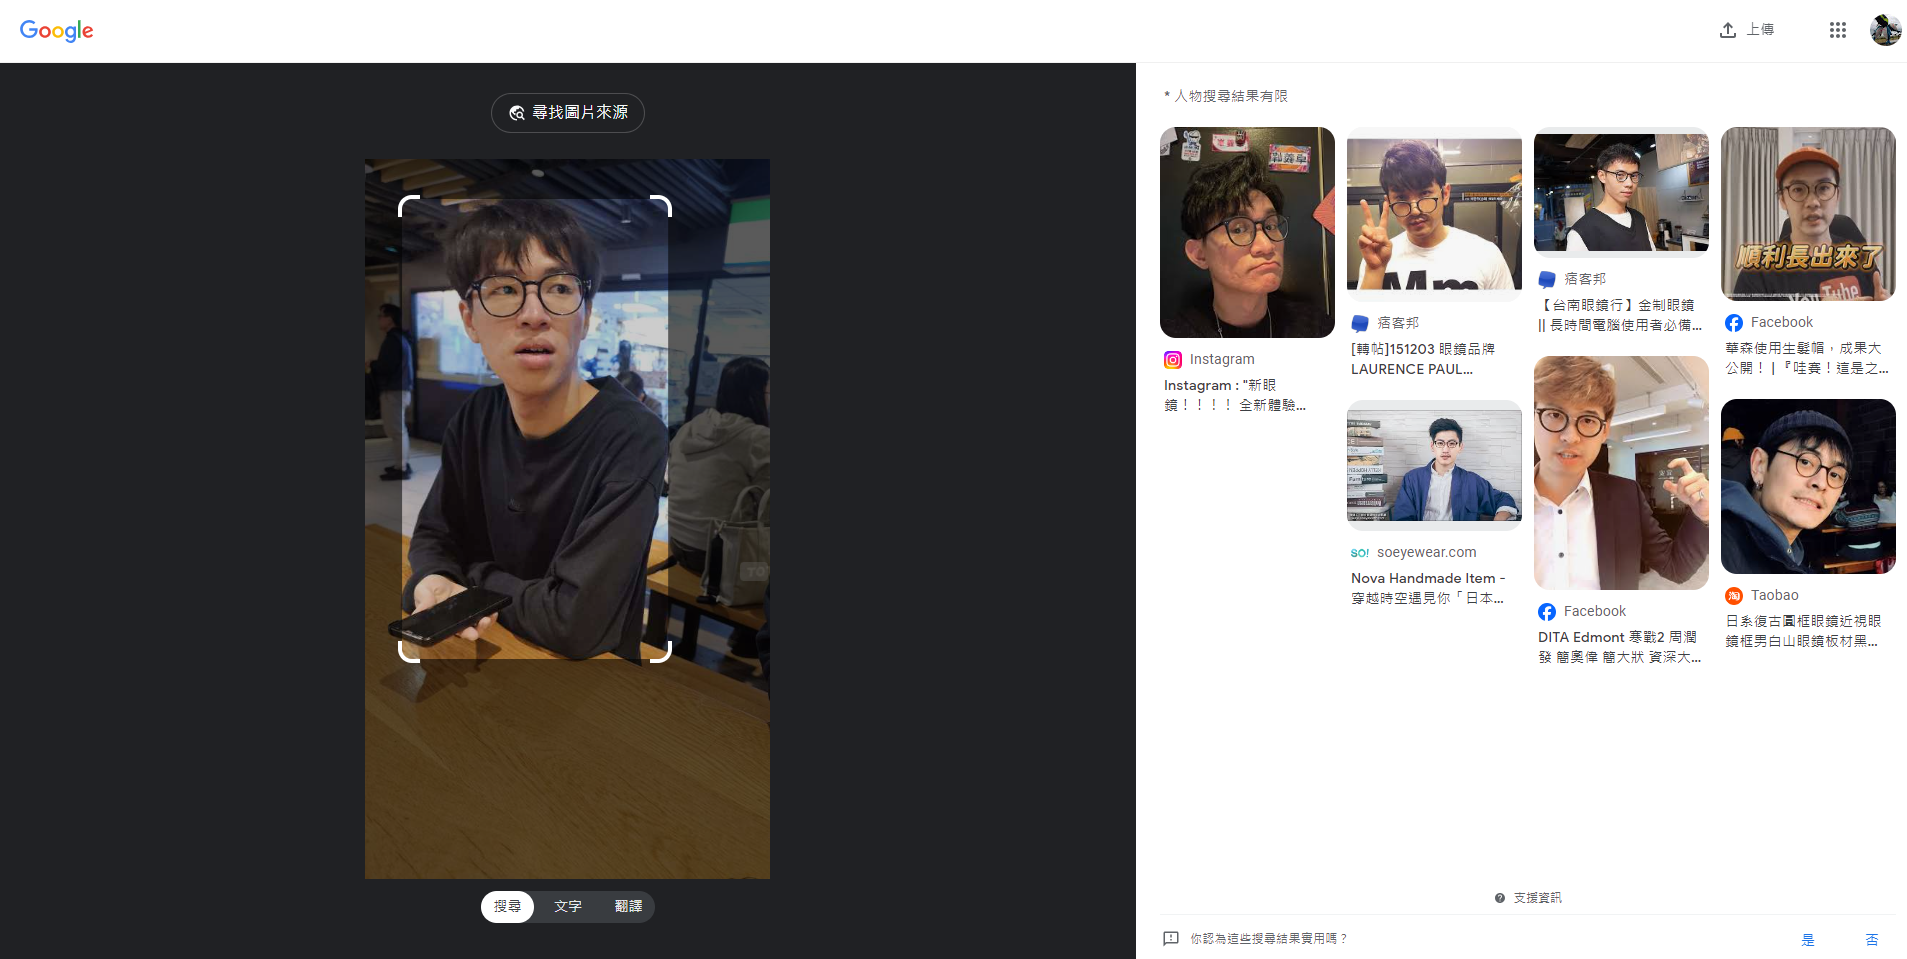 Google
上傳
尋找圖片來源
搜尋
文字
翻譯
* 人物搜尋結果有限
Instagram
Instagram : "新眼
鏡！！！！ 全新體驗...
痞客邦
[轉帖]151203 眼鏡品牌
LAURENCE PAUL...
SO! soeyewear.com
Nova Handmade Item -
穿越時空遇見你「日本...
痞客邦
【台南眼鏡行】金制眼鏡
|| 長時間電腦使用者必備...
Facebook
DITA Edmont 寒戰2 周潤
發 簡奧偉 簡大狀 資深大...
順利長出來了
YouTube
Facebook
華森使用生髮帽，成果大
公開！ | 『哇賽！這是之...
淘 Taobao
日系復古圓框眼鏡近視眼
鏡框男白山眼鏡板材黑...
支援資訊
你認為這些搜尋結果實用嗎？
是
否